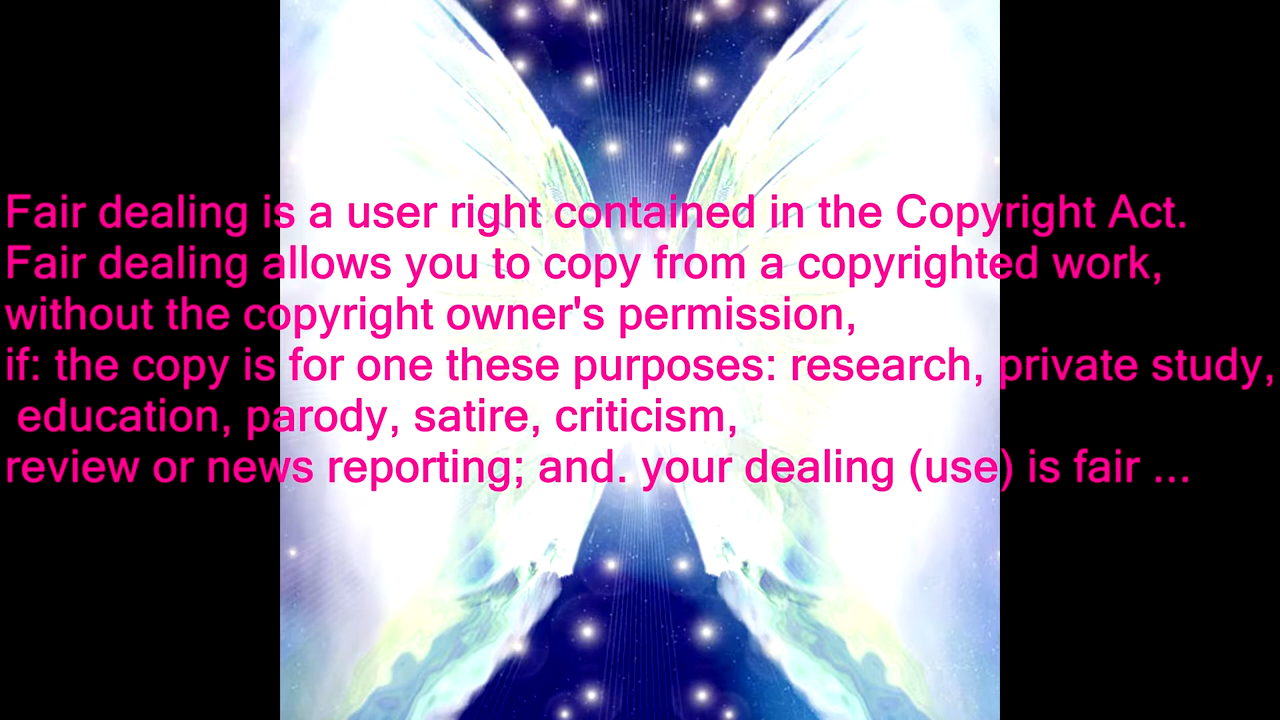 Fair dealing is a user right contained in the Copyright Act.
Fair dealing allows you to copy from a copyrighted work,
without the copyright owner's permission,
if: the copy is for one these purposes: research, private study,
education, parody, satire, criticism,
review or news reporting; and. your dealing (use) is fair ...